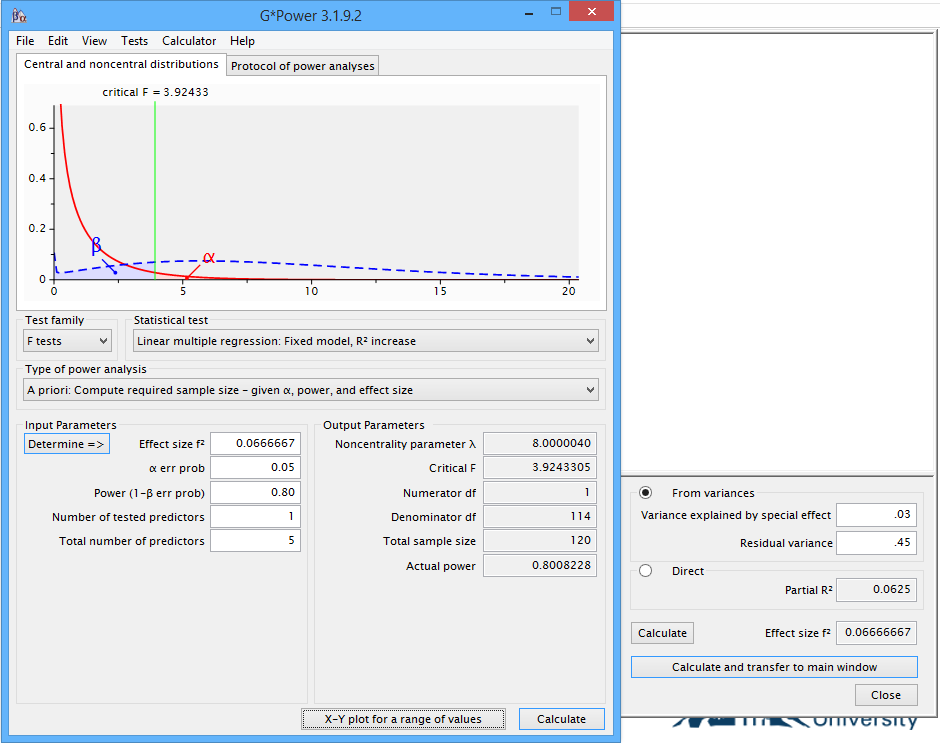 G*Power 3.1.9.2
File Edit View Tests Calculator Help
Central and noncentral distributions Protocol of power analyses
critical F = 3.92433
0.6
0.4
0.2
0
β
α
0 5 10 15 20
Test family Statistical test
F tests Linear multiple regression: Fixed model, R² increase
Type of power analysis
A priori: Compute required sample size – given α, power, and effect size
Input Parameters
Determine => Effect size f² 0.0666667
α err prob 0.05
Power (1-β err prob) 0.80
Number of tested predictors 1
Total number of predictors 5
Output Parameters
Noncentrality parameter λ 8.0000040
Critical F 3.9243305
Numerator df 1
Denominator df 114
Total sample size 120
Actual power 0.8008228
X-Y plot for a range of values Calculate
From variances
Variance explained by special effect .03
Residual variance .45
Direct
Partial R² 0.0625
Calculate Effect size f² 0.06666667
Calculate and transfer to main window
Close
University